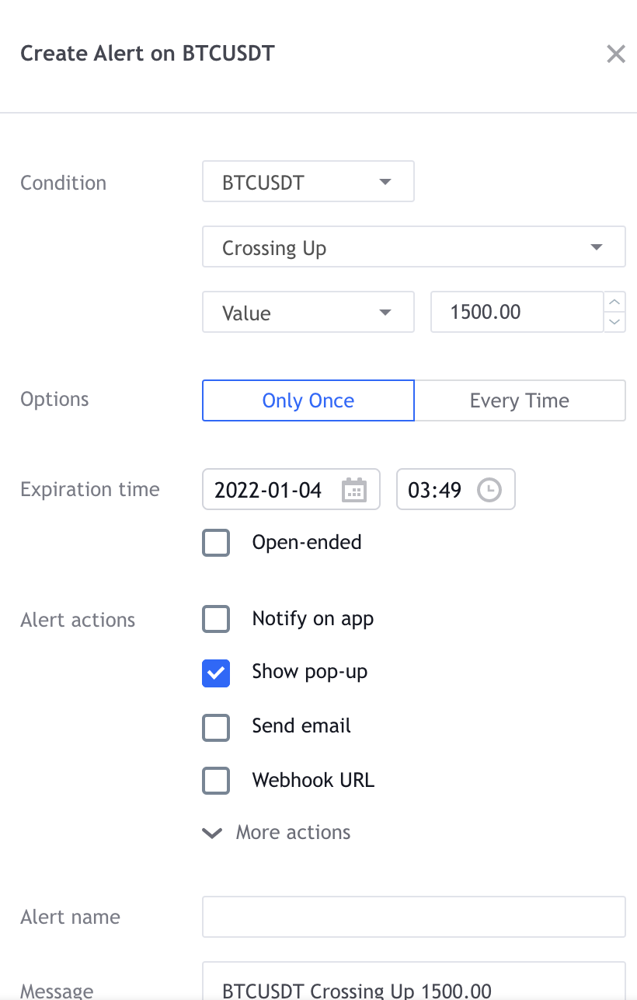 Create Alert on BTCUSDT
Condition
BTCUSDT
Crossing Up
Value
1500.00
Options
Only Once
Every Time
Expiration time
2022-01-04
03:49
Open-ended
Alert actions
Notify on app
Show pop-up
Send email
Webhook URL
More actions
Alert name
Message
BTCUSDT Crossing Up 1500.00